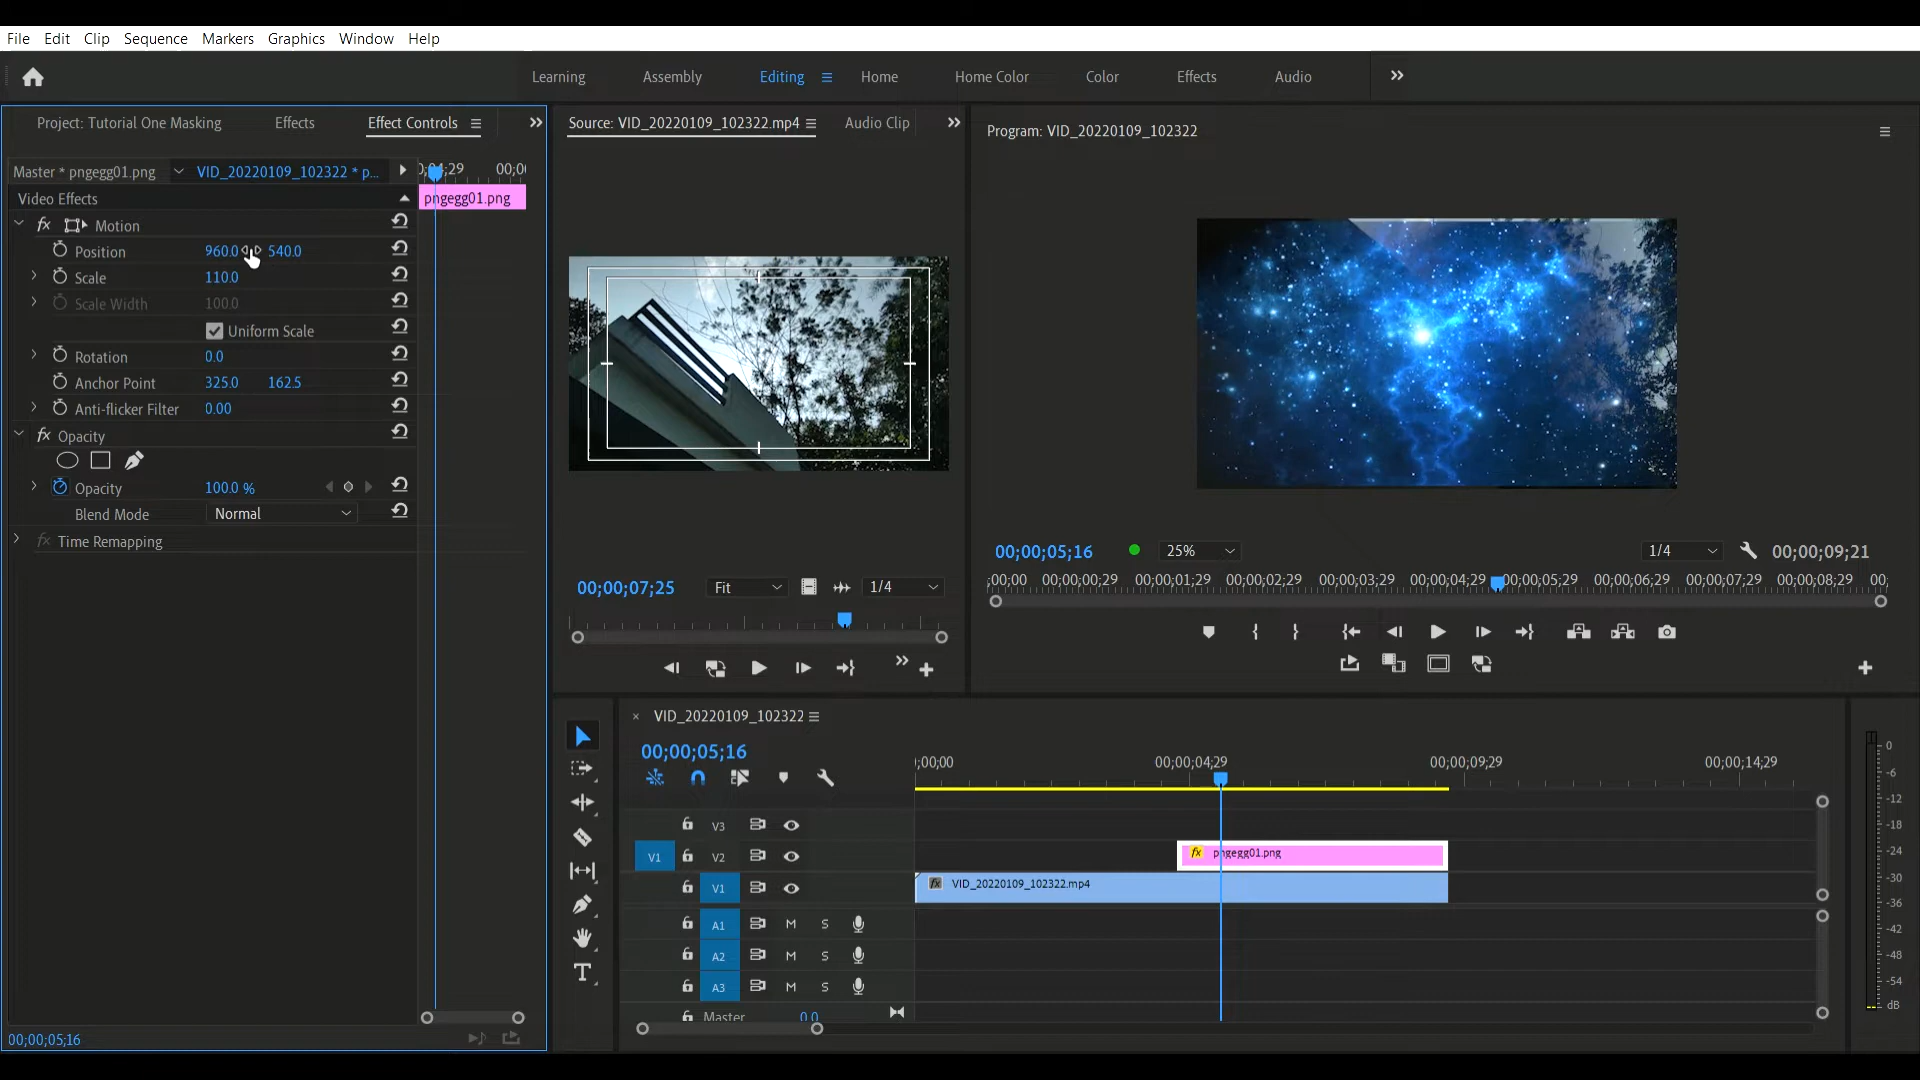 File Edit Clip Sequence Markers Graphics Window Help
Learning Assembly Editing Home Home Color Color Effects Audio
Project: Tutorial One Masking Effects Effect Controls
Source: VID_20220109_102322.mp4 Audio Clip
Program: VID_20220109_102322
Master * pngegg01.png VID_20220109_102322 * p...
Video Effects pngegg01.png
fx Motion
Position 960.0 540.0
Scale 110.0
Scale Width 100.0
Uniform Scale
Rotation 0.0
Anchor Point 325.0 162.5
Anti-flicker Filter 0.00
fx Opacity
Opacity 100.0 %
Blend Mode Normal
fx Time Remapping
00;00;07;25 Fit 1/4
00;00;05;16 25% 1/4 00;00;09;21
;00;00 00;00;00;29 00;00;01;29 00;00;02;29 00;00;03;29 00;00;04;29 00;00;05;29 00;00;06;29 00;00;07;29 00;00;08;29 00;
× VID_20220109_102322
00;00;05;16
;00;00 00;00;04;29 00;00;09;29 00;00;14;29
V3
V1 V2 fx pngegg01.png
V1 fx VID_20220109_102322.mp4
A1 M S
A2 M S
A3 M S
Master 0.0
0
-6
-12
-18
-24
-30
-36
-42
-48
-54
dB
00;00;05;16